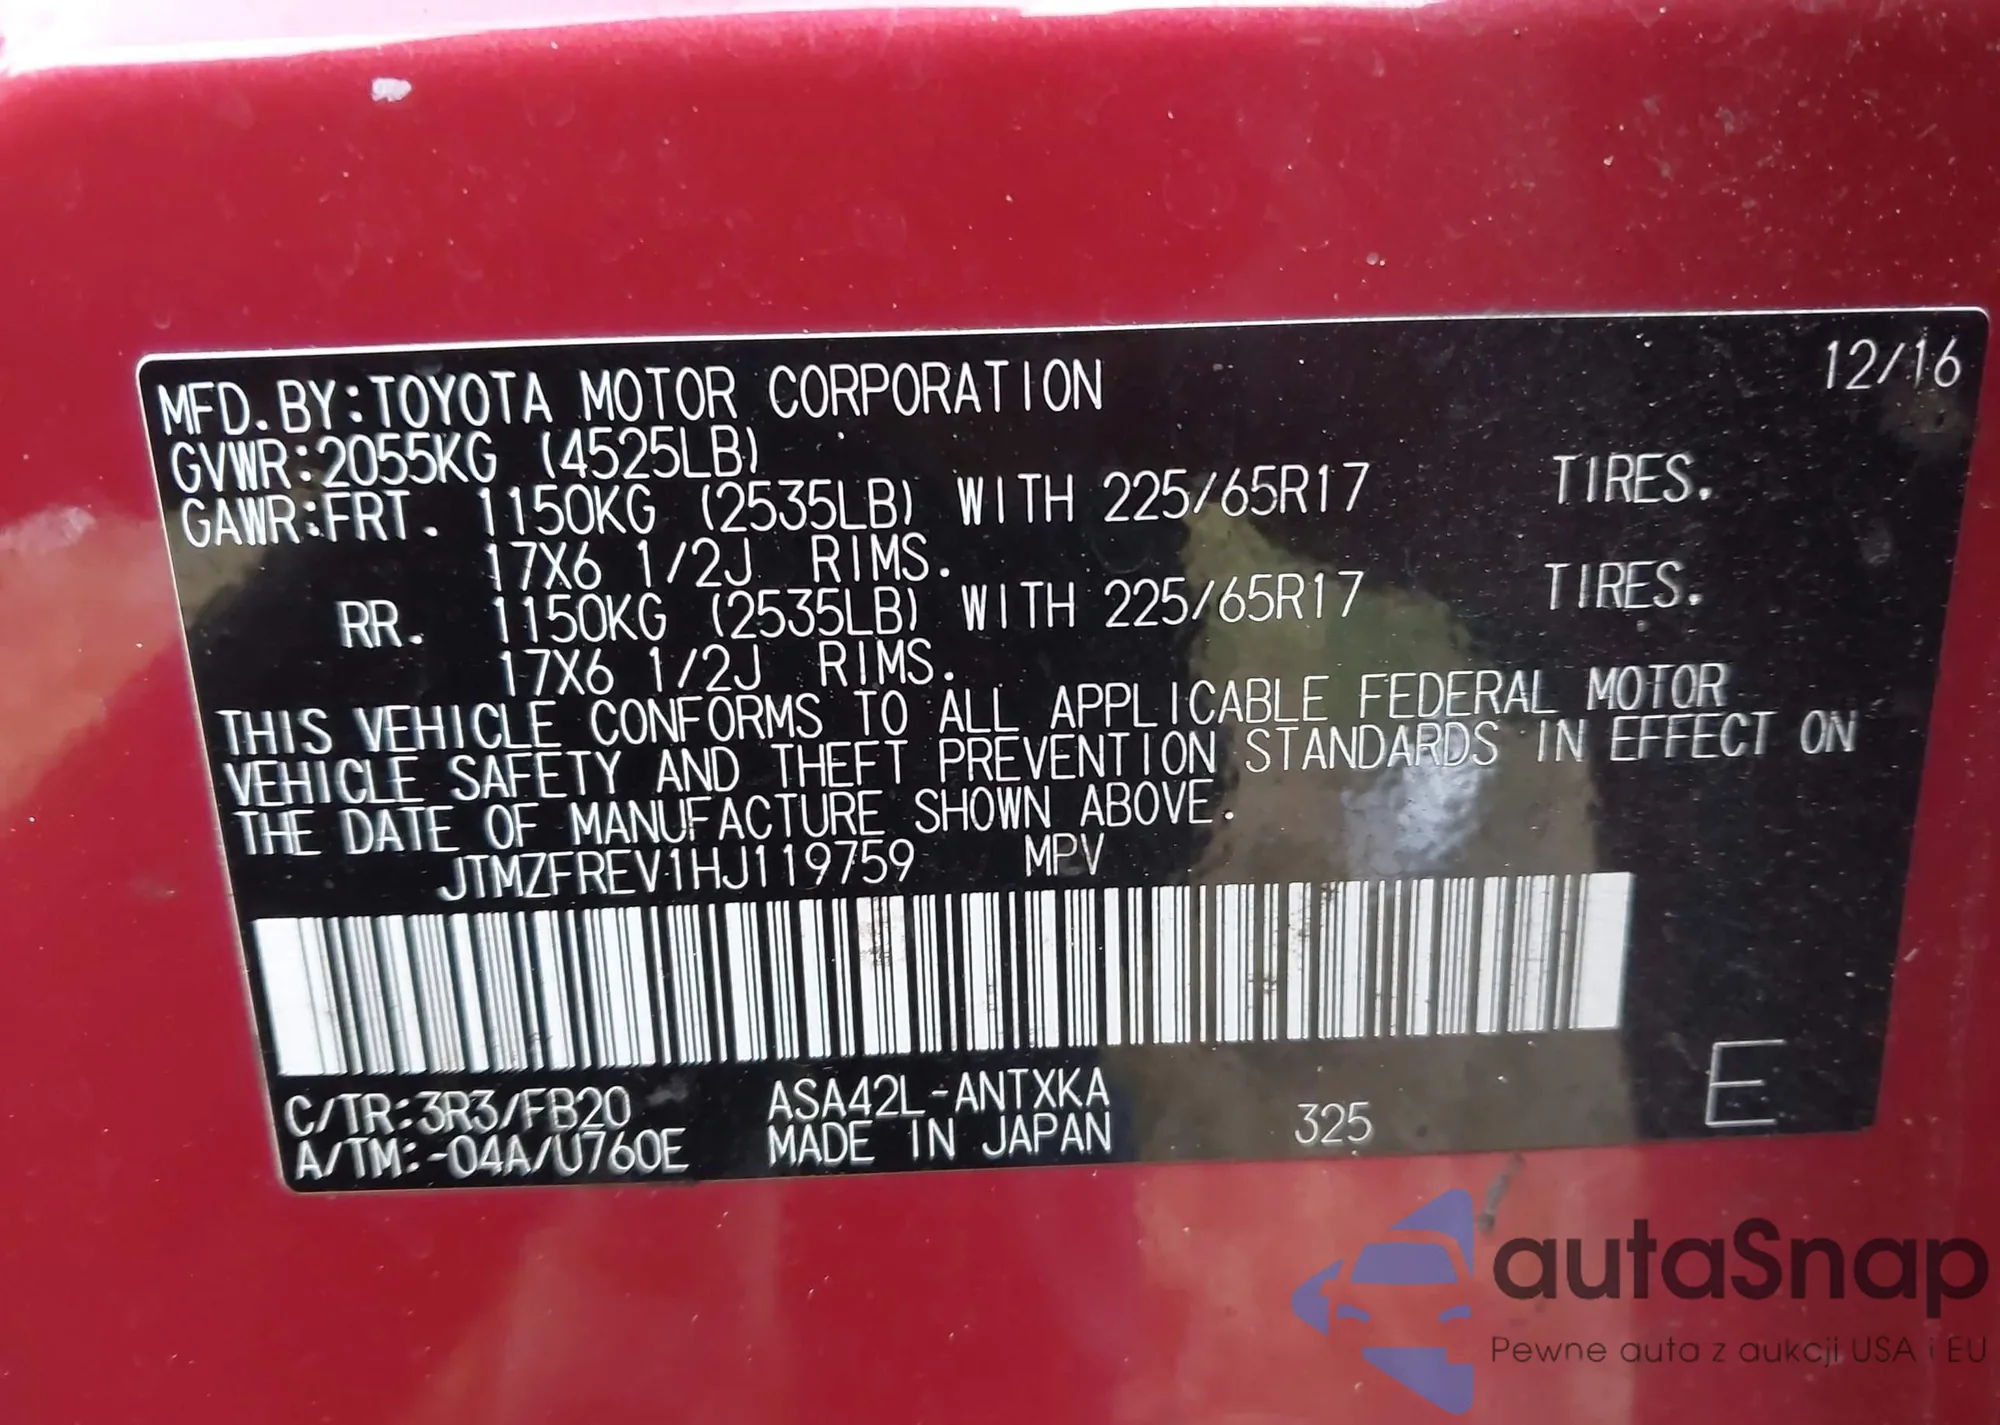 12/16
MFD.BY:TOYOTA MOTOR CORPORATION
GVWR:2055KG (4525LB)
GAWR:FRT. 1150KG (2535LB) WITH 225/65R17 TIRES.
17X6 1/2J RIMS.
RR. 1150KG (2535LB) WITH 225/65R17 TIRES.
17X6 1/2J RIMS.
THIS VEHICLE CONFORMS TO ALL APPLICABLE FEDERAL MOTOR
VEHICLE SAFETY AND THEFT PREVENTION STANDARDS IN EFFECT ON
THE DATE OF MANUFACTURE SHOWN ABOVE.
JTMZFREV1HJ119759 MPV
C/TR:3R3/FB20 ASA42L-ANTXKA
A/TM:-04A/U760E MADE IN JAPAN 325 E
autaSnap
Pewne auta z aukcji USA i EU